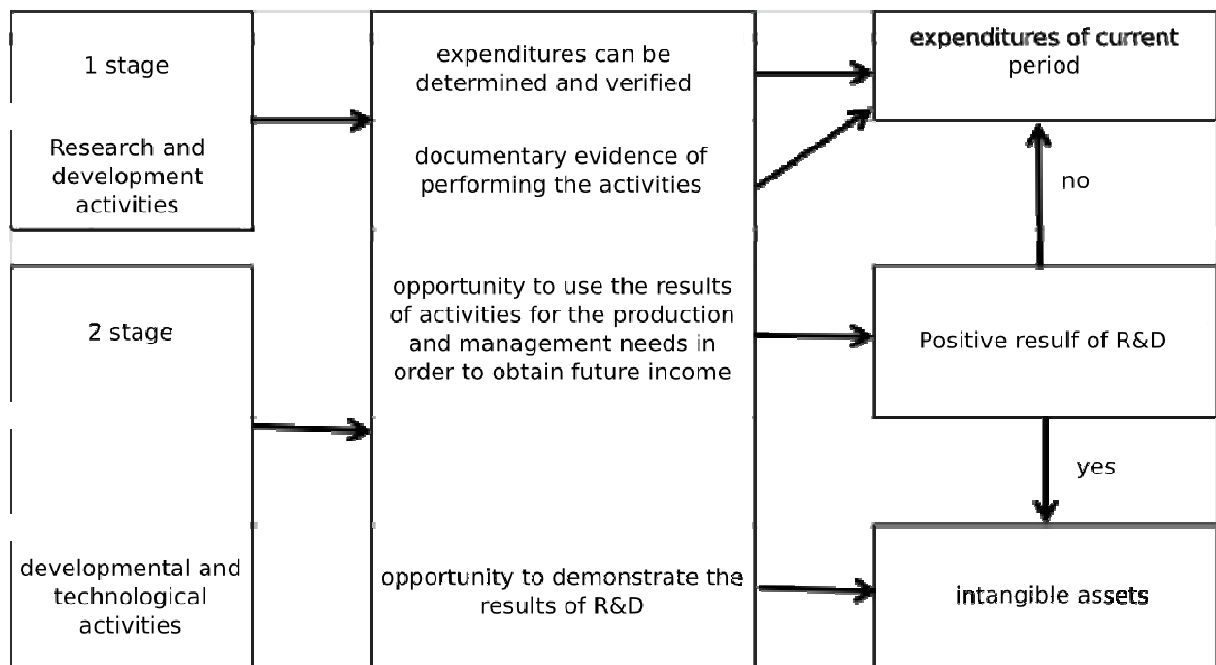 1 stage
Research and
development
activities
2 stage
developmental and
technological
activities
expenditures can be
determined and verified
documentary evidence of
performing the activities
opportunity to use the results
of activities for the production
and management needs in
order to obtain future income
opportunity to demonstrate the
results of R&D
expenditures of current
period
no
Positive resulf of R&D
yes
intangible assets